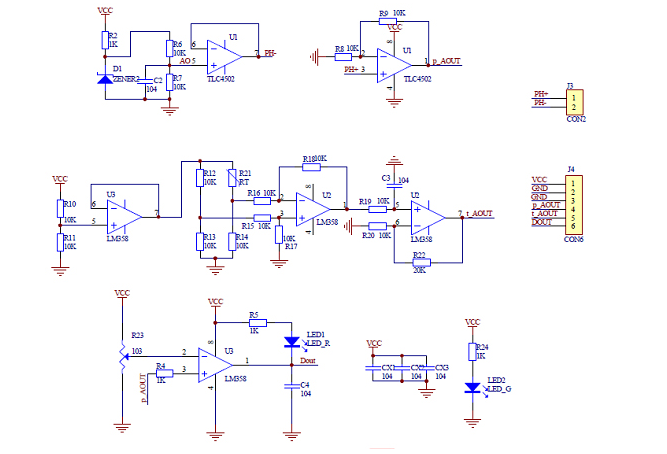 VCC
R2
1K
D1
ZENER2
C2
104
R6
10K
AO 5
R7
10K
6
U1
7
PH-
TLC4502
R9 10K
VCC
R8 10K
2
8
U1
1
p_AOUT
PH+ 3
4
TLC4502
J3
PH+ 1
PH- 2
CON2
VCC
R10
10K
R11
10K
U3
6
5
7
LM358
R12
10K
R21
RT
R13
10K
R14
10K
R16 10K
R15 10K
R18 10K
2
3
8
4
U2
1
LM358
10K
R17
C3
104
R19 10K
R20 10K
5
6
U2
7 t_AOUT
LM358
R22
20K
J4
VCC 1
GND 2
GND 3
p_AOUT 4
t_AOUT 5
DOUT 6
CON6
VCC
R23
103
p_AOUT
R4
1K
2
3
VCC
8
U3
4
LM358
R5
1K
LED1
LED_R
1
Dout
C4
104
VCC
CX1
104
CX2
104
CX3
104
VCC
R24
1K
LED2
LED_G